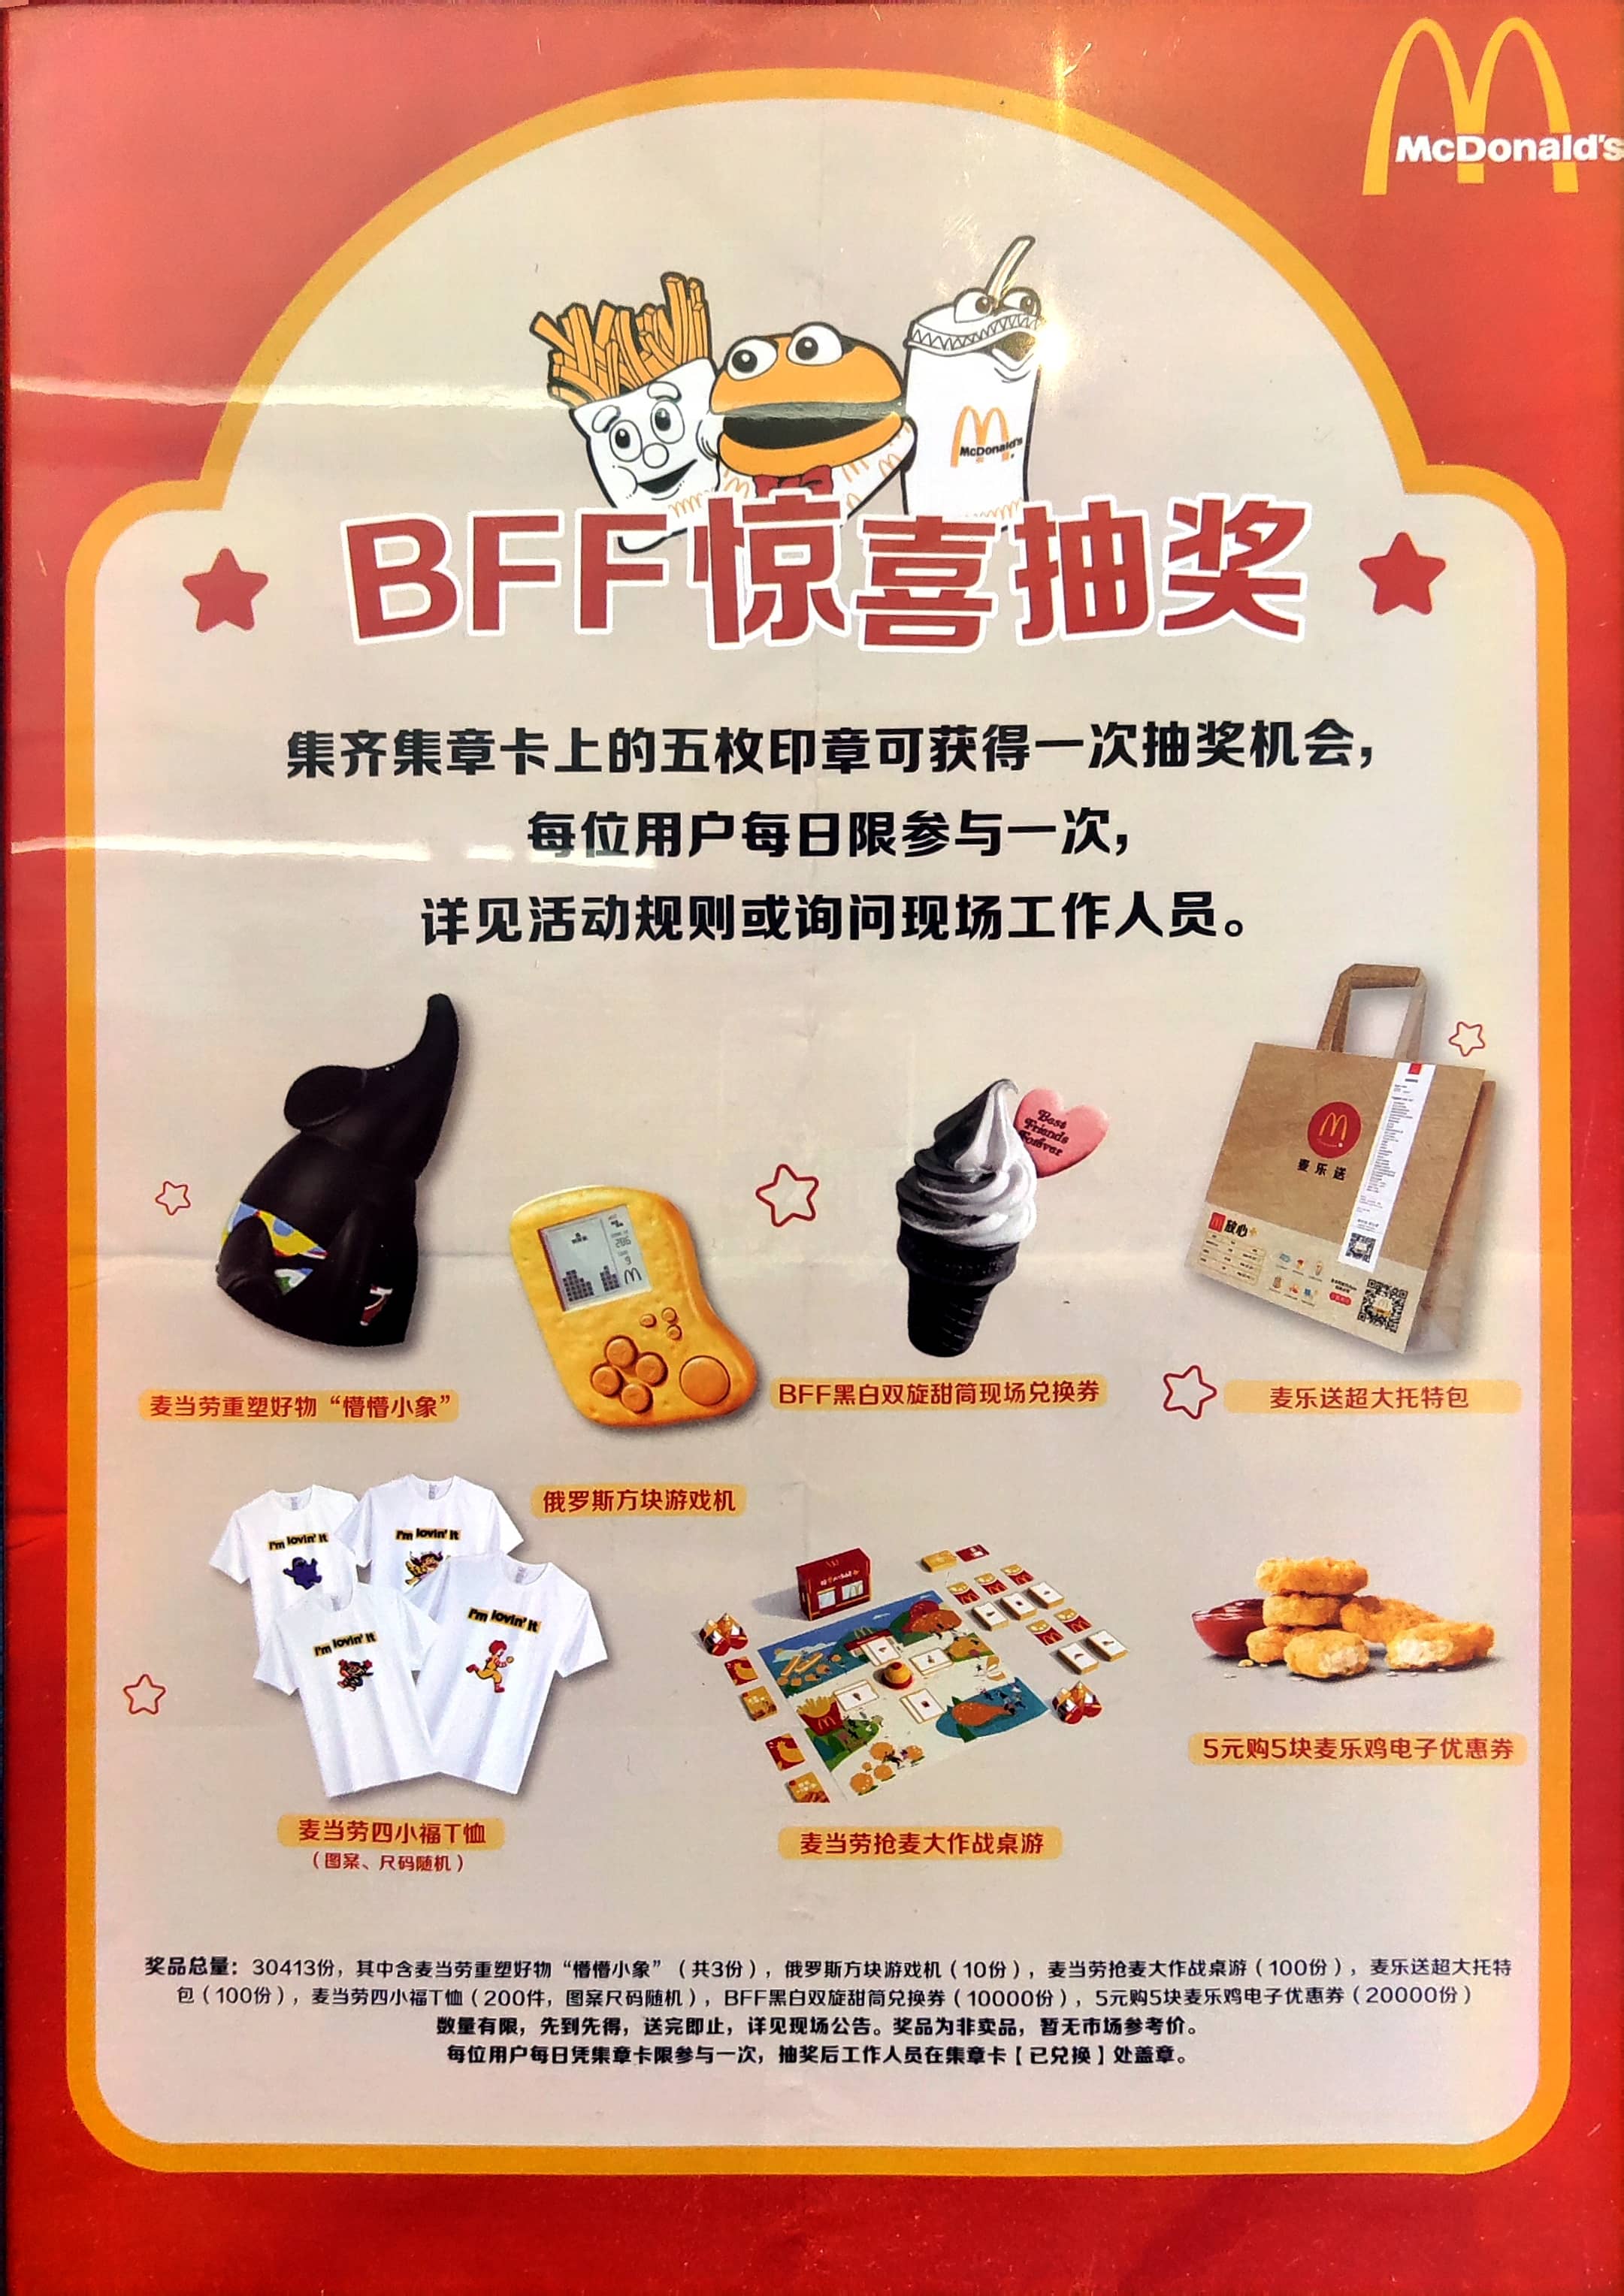 McDonald's
McDonald's
BFF惊喜抽奖
集齐集章卡上的五枚印章可获得一次抽奖机会，
每位用户每日限参与一次，
详见活动规则或询问现场工作人员。
Best
Friends
Forever
麦乐送
放心+
麦当劳重塑好物“懵懵小象”
BFF黑白双旋甜筒现场兑换券
麦乐送超大托特包
俄罗斯方块游戏机
I'm lovin' it
I'm lovin' it
I'm lovin' it
I'm lovin' it
5元购5块麦乐鸡电子优惠券
麦当劳四小福T恤
（图案、尺码随机）
麦当劳抢麦大作战桌游
奖品总量：30413份，其中含麦当劳重塑好物“懵懵小象”（共3份），俄罗斯方块游戏机（10份），麦当劳抢麦大作战桌游（100份），麦乐送超大托特
包（100份），麦当劳四小福T恤（200件，图案尺码随机），BFF黑白双旋甜筒兑换券（10000份），5元购5块麦乐鸡电子优惠券（20000份）
数量有限，先到先得，送完即止，详见现场公告。奖品为非卖品，暂无市场参考价。
每位用户每日凭集章卡限参与一次，抽奖后工作人员在集章卡【已兑换】处盖章。